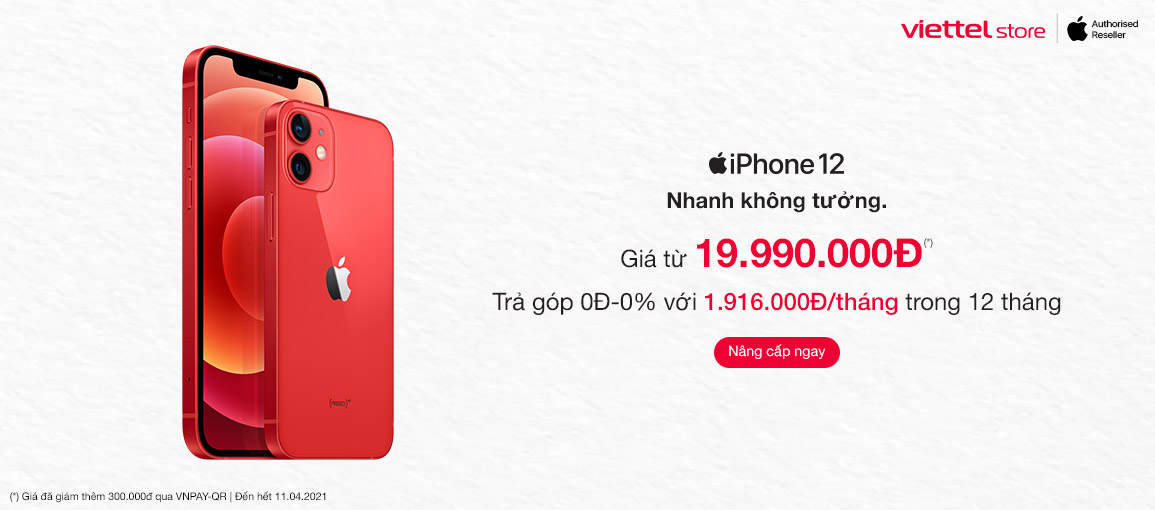 viettel store
Authorised
Reseller
iPhone 12
Nhanh không tưởng.
Giá từ 19.990.000Đ(*)
Trả góp 0Đ-0% với 1.916.000Đ/tháng trong 12 tháng
Nâng cấp ngay
(PRODUCT)RED
(*) Giá đã giảm thêm 300.000đ qua VNPAY-QR | Đến hết 11.04.2021